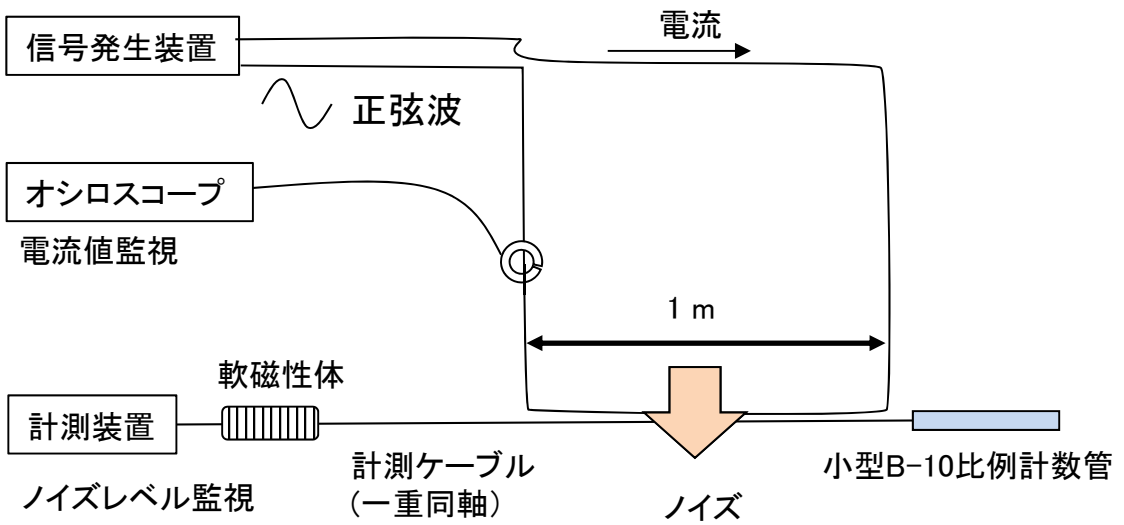 電流
信号発生装置
正弦波
オシロスコープ
電流値監視
1 m
軟磁性体
計測装置
計測ケーブル
(一重同軸)
小型B-10比例計数管
ノイズレベル監視
ノイズ